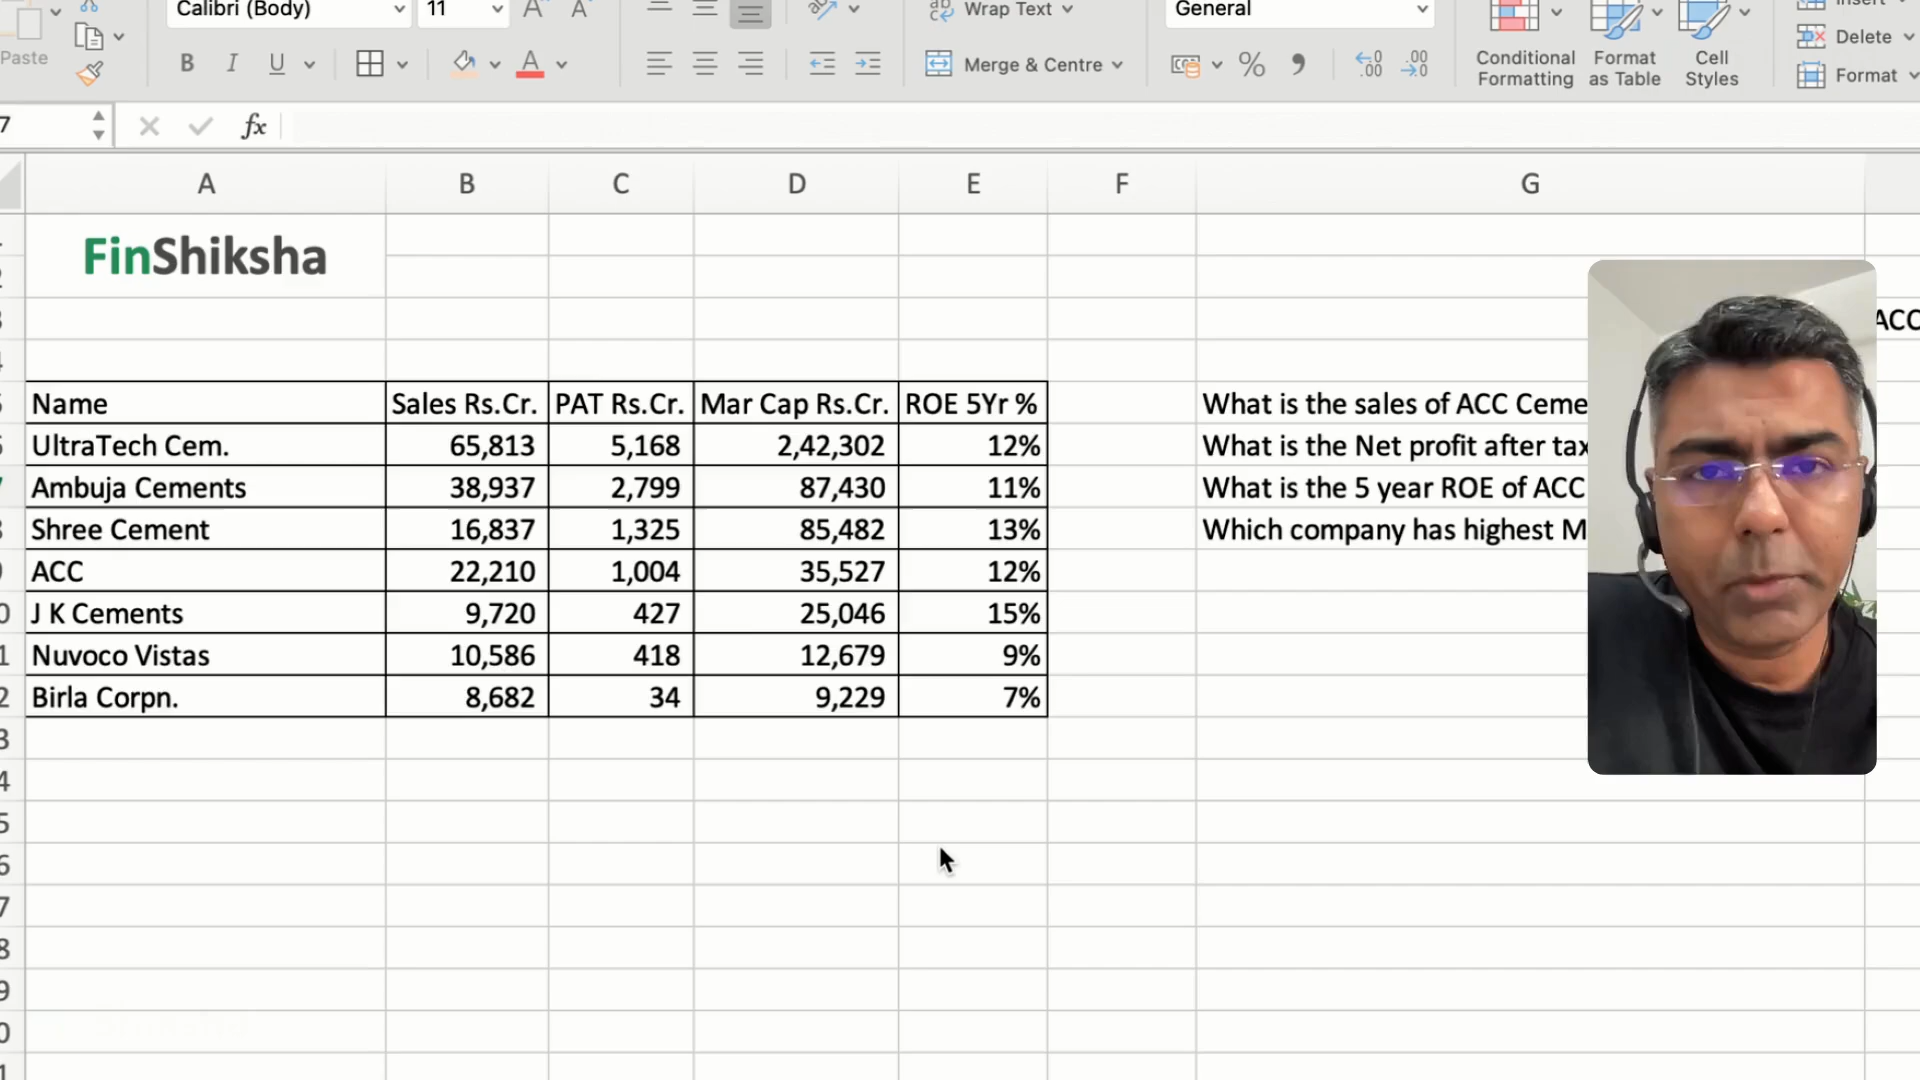 Calibri (Body) 11 A A Wrap Text General Insert
Paste B I U A Merge & Centre % Conditional Formatting Format as Table Cell Styles Delete Format
7 fx
A B C D E F G
FinShiksha
ACC
Name Sales Rs.Cr. PAT Rs.Cr. Mar Cap Rs.Cr. ROE 5Yr % What is the sales of ACC Ceme
UltraTech Cem. 65,813 5,168 2,42,302 12% What is the Net profit after tax
Ambuja Cements 38,937 2,799 87,430 11% What is the 5 year ROE of ACC
Shree Cement 16,837 1,325 85,482 13% Which company has highest M
ACC 22,210 1,004 35,527 12%
J K Cements 9,720 427 25,046 15%
Nuvoco Vistas 10,586 418 12,679 9%
Birla Corpn. 8,682 34 9,229 7%